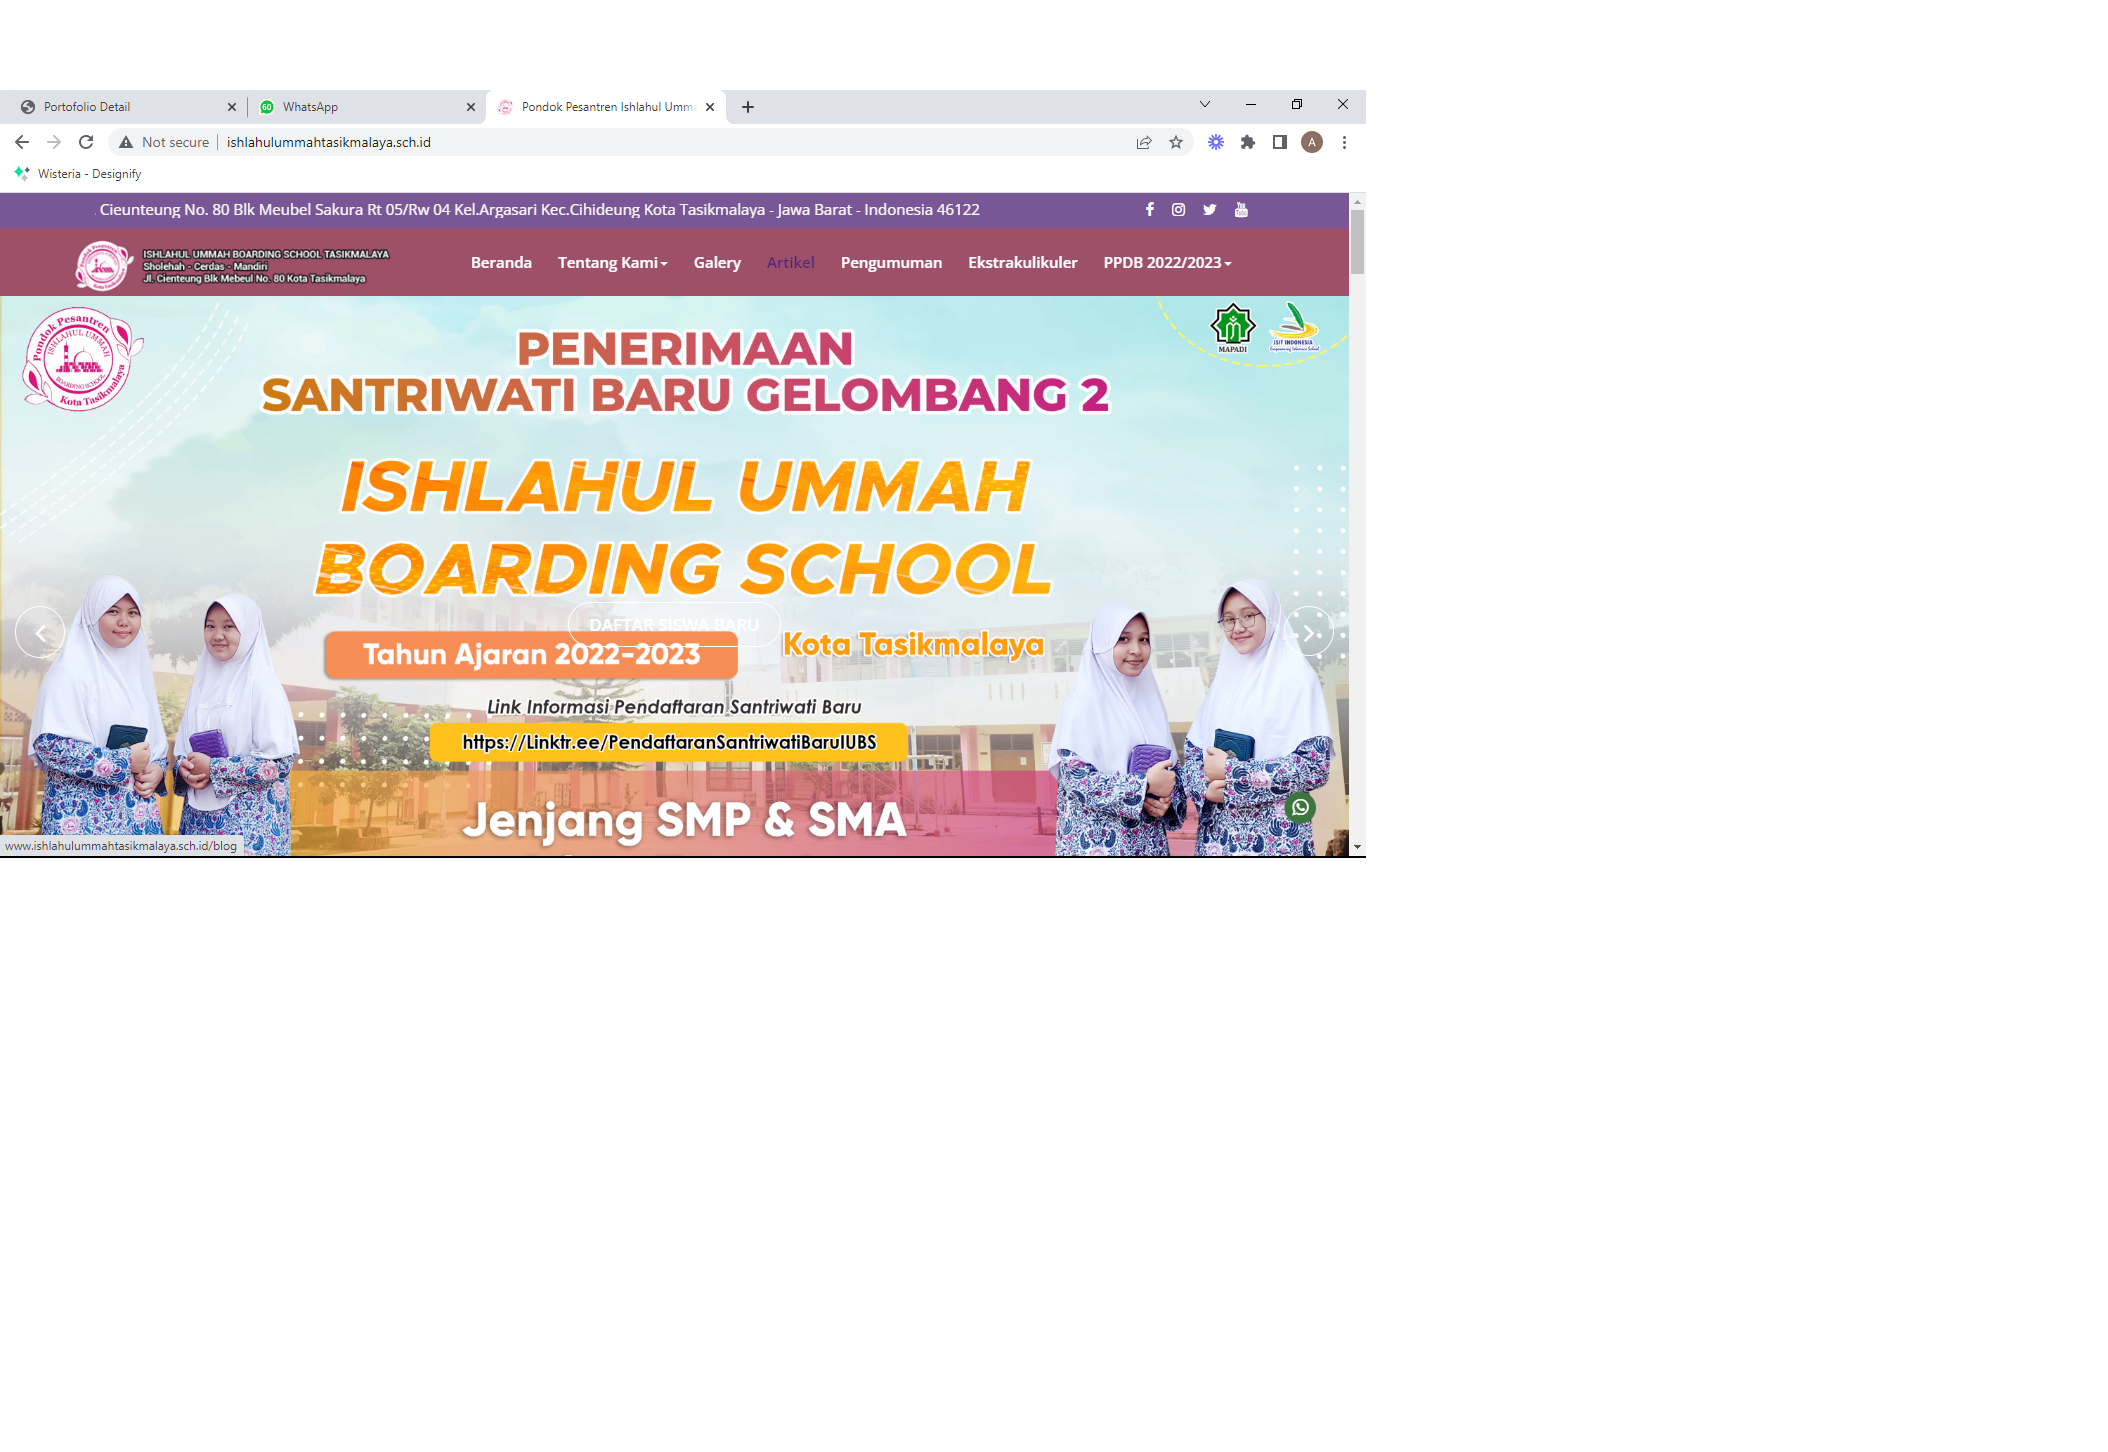 Portofolio Detail
60
WhatsApp
Pondok Pesantren Ishlahul Umma
Not secure
ishlahulummahtasikmalaya.sch.id
A
Wisteria - Designify
. Cieunteung No. 80 Blk Meubel Sakura Rt 05/Rw 04 Kel.Argasari Kec.Cihideung Kota Tasikmalaya - Jawa Barat - Indonesia 46122
ISHLAHUL UMMAH BOARDING SCHOOL TASIKMALAYA
Sholehah - Cerdas - Mandiri
Jl. Cienteung Blk Mebeul No. 80 Kota Tasikmalaya
Beranda
Tentang Kami
Galery
Artikel
Pengumuman
Ekstrakulikuler
PPDB 2022/2023
Pondok Pesantren
ISHLAHUL UMMAH
BOARDING SCHOOL
Kota Tasikmalaya
MAPADI
JSIT INDONESIA
PENERIMAAN
SANTRIWATI BARU GELOMBANG 2
ISHLAHUL UMMAH
BOARDING SCHOOL
DAFTAR SISWA BARU
Tahun Ajaran 2022-2023
Kota Tasikmalaya
Link Informasi Pendaftaran Santriwati Baru
https://Linktr.ee/PendaftaranSantriwatiBaruIUBS
Jenjang SMP & SMA
www.ishlahulummahtasikmalaya.sch.id/blog